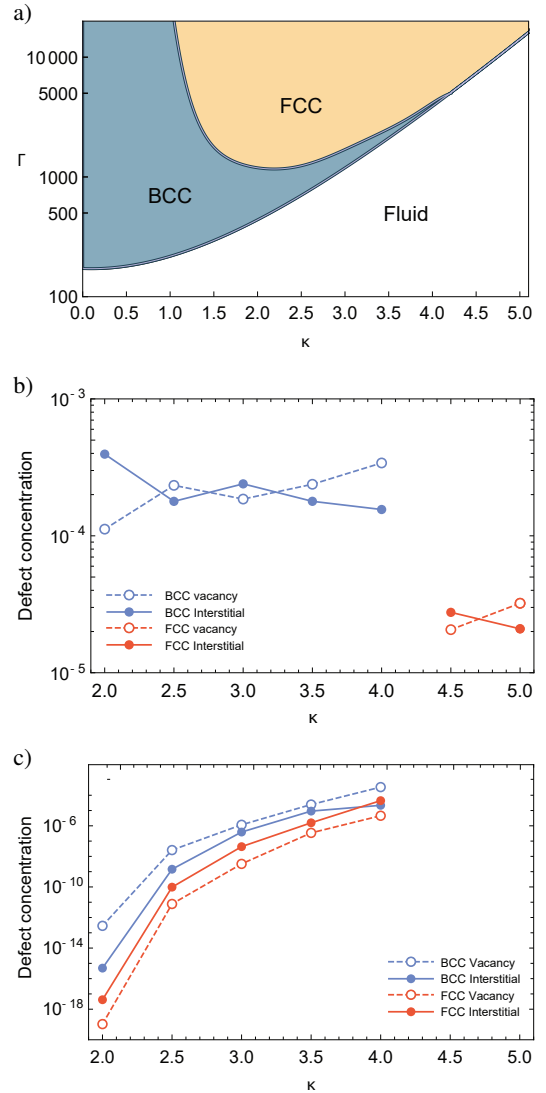 a)
10 000
5000
1000
500
100
Γ
FCC
BCC
Fluid
0.0 0.5 1.0 1.5 2.0 2.5 3.0 3.5 4.0 4.5 5.0
κ
b)
10-3
10-4
10-5
Defect concentration
BCC vacancy
BCC Interstitial
FCC vacancy
FCC Interstitial
2.0 2.5 3.0 3.5 4.0 4.5 5.0
κ
c)
10-6
10-10
10-14
10-18
Defect concentration
BCC Vacancy
BCC Interstitial
FCC Vacancy
FCC Interstitial
2.0 2.5 3.0 3.5 4.0 4.5 5.0
κ